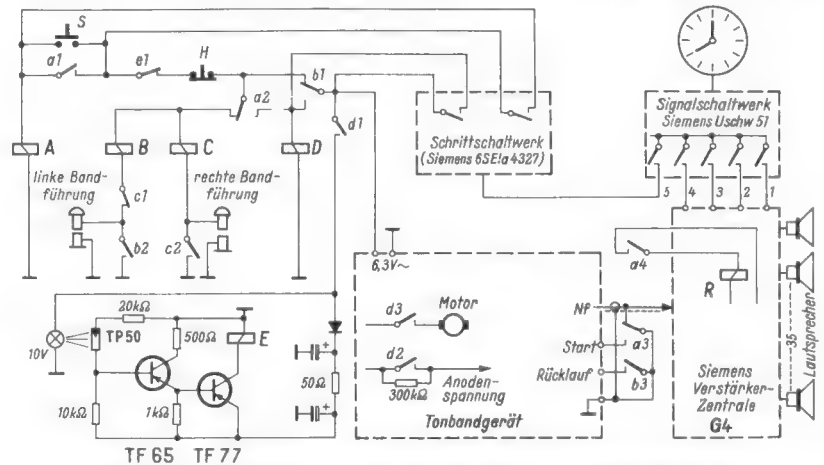 S
a1
e1
H
a2
b1
d1
A
B
C
D
linke Band-
führung
rechte Band-
führung
c1
b2
c2
Schrittschaltwerk
(Siemens 6SEla 4327)
Signalschaltwerk
Siemens Uschw 51
5 4 3 2 1
6,3V~
a4
R
20kΩ
10V
TP50
500Ω
E
10kΩ
1kΩ
+
50Ω
+
TF 65 TF 77
d3
Motor
d2
300kΩ
Anoden-
spannung
Tonbandgerät
Nf
Start
Rücklauf
a3
b3
Siemens
Verstärker-
Zentrale
G4
35
Lautsprecher